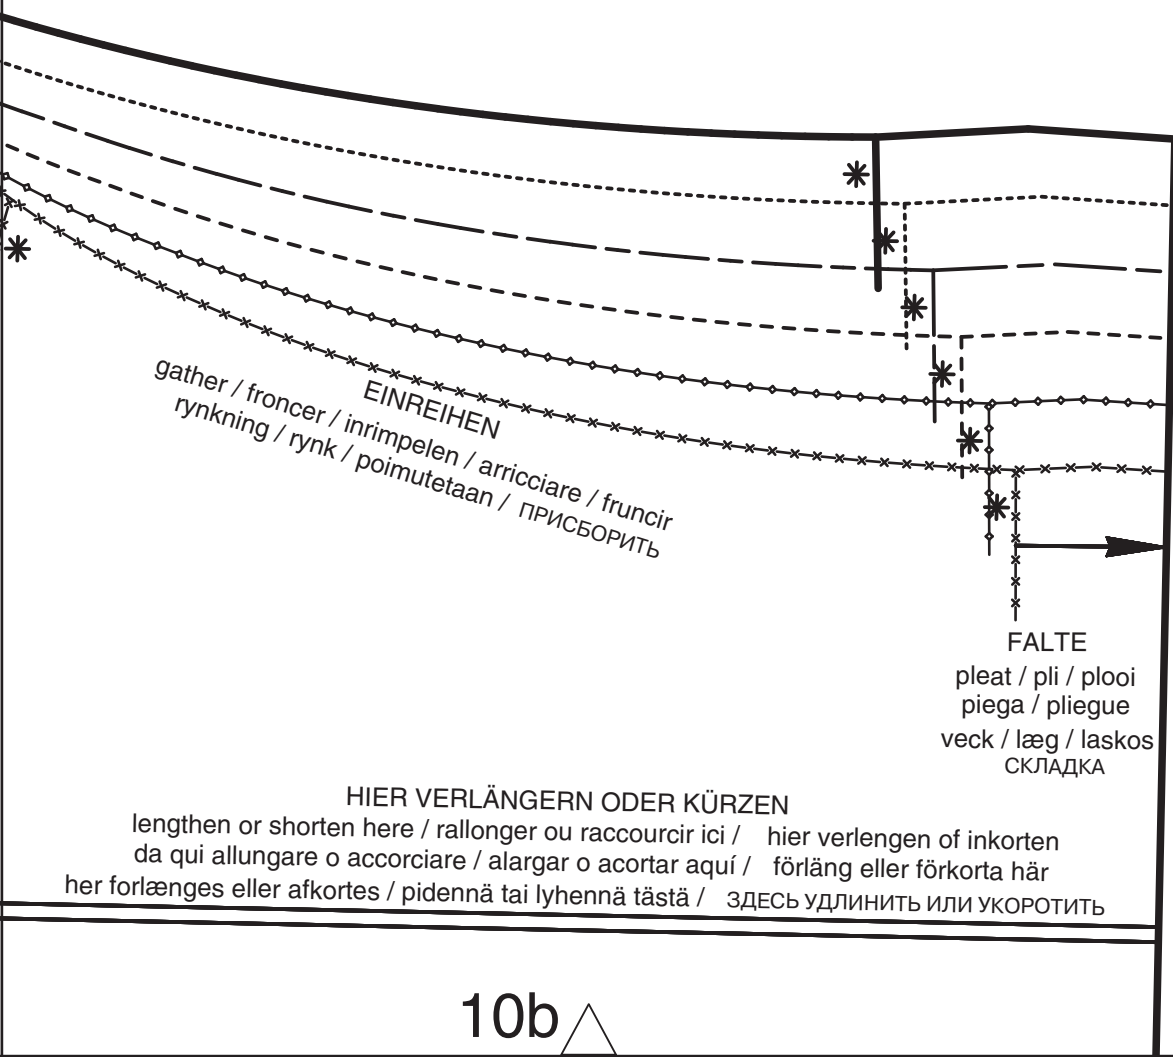 EINREIHEN
gather / froncer / inrimpelen / arricciare / fruncir
rynkning / rynk / poimutetaan / ПРИСБОРИТЬ
FALTE
pleat / pli / plooi
piega / pliegue
veck / læg / laskos
СКЛАДКА
HIER VERLÄNGERN ODER KÜRZEN
lengthen or shorten here / rallonger ou raccourcir ici / hier verlengen of inkorten
da qui allungare o accorciare / alargar o acortar aquí / förläng eller förkorta här
her forlænges eller afkortes / pidennä tai lyhennä tästä / ЗДЕСЬ УДЛИНИТЬ ИЛИ УКОРОТИТЬ
10b